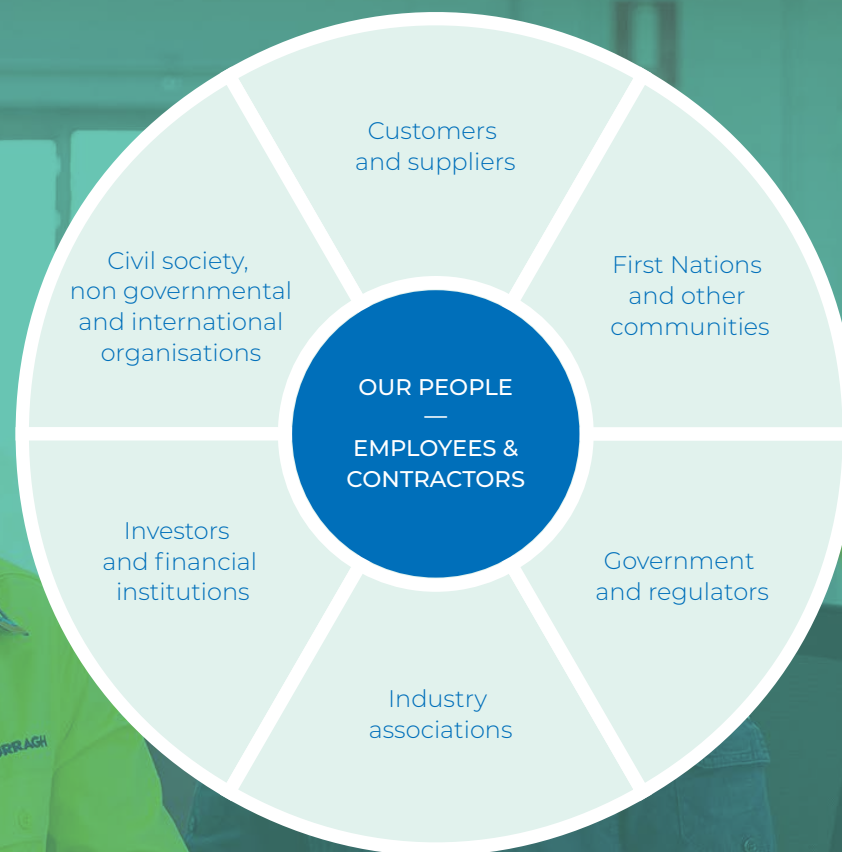 Customers
and suppliers
First Nations
and other
communities
Government
and regulators
Industry
associations
Investors
and financial
institutions
Civil society,
non governmental
and international
organisations
OUR PEOPLE
—
EMPLOYEES &
CONTRACTORS